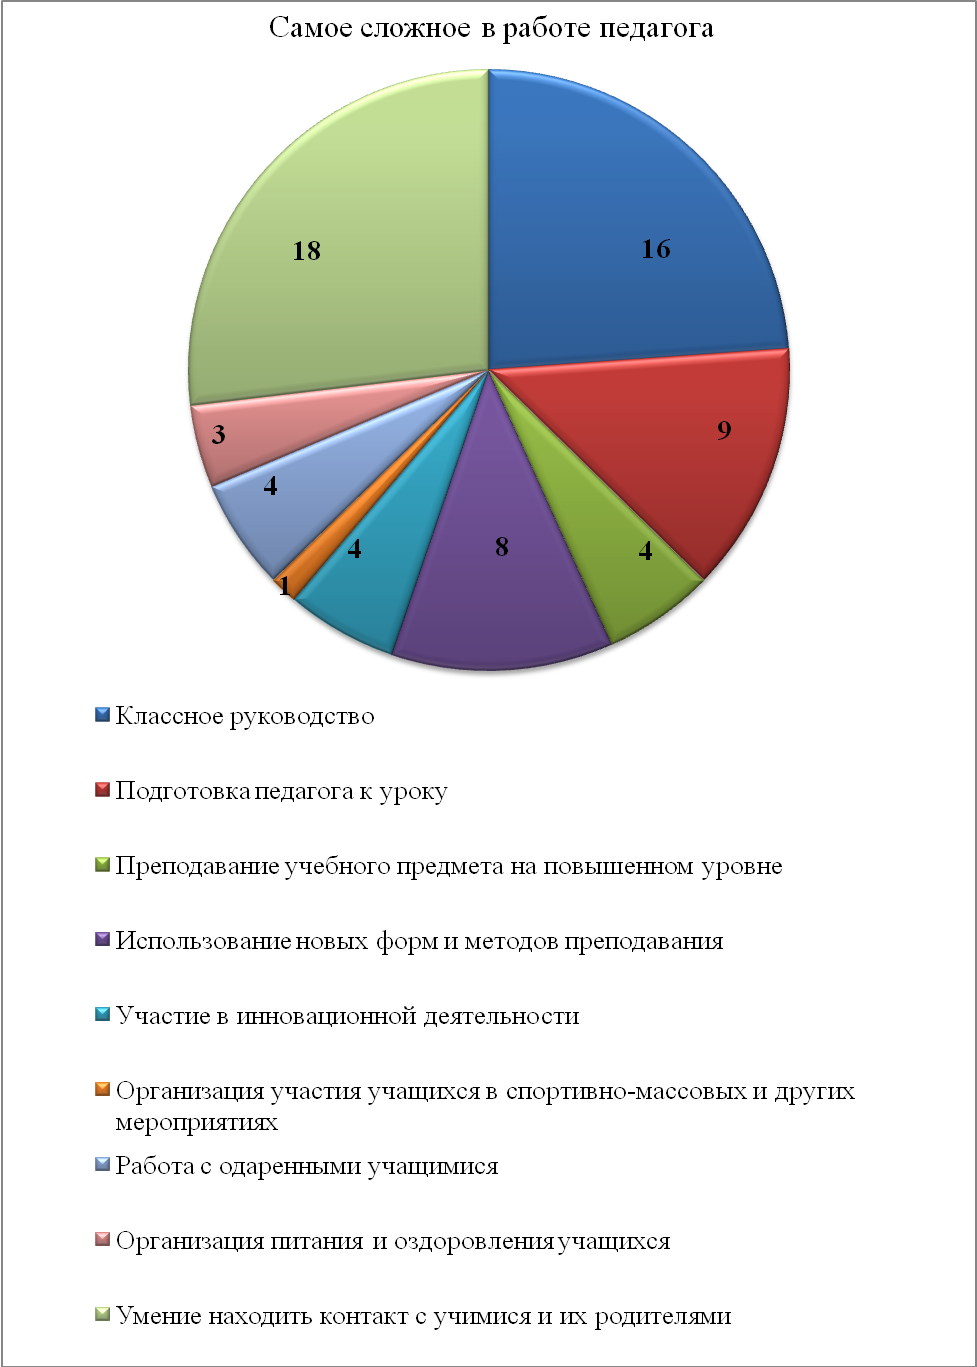 Самое сложное в работе педагога
18
16
3
9
4
4
8
4
1
Классное руководство
Подготовка педагога к уроку
Преподавание учебного предмета на повышенном уровне
Использование новых форм и методов преподавания
Участие в инновационной деятельности
Организация участия учащихся в спортивно-массовых и других
мероприятиях
Работа с одаренными учащимися
Организация питания и оздоровления учащихся
Умение находить контакт с учимися и их родителями